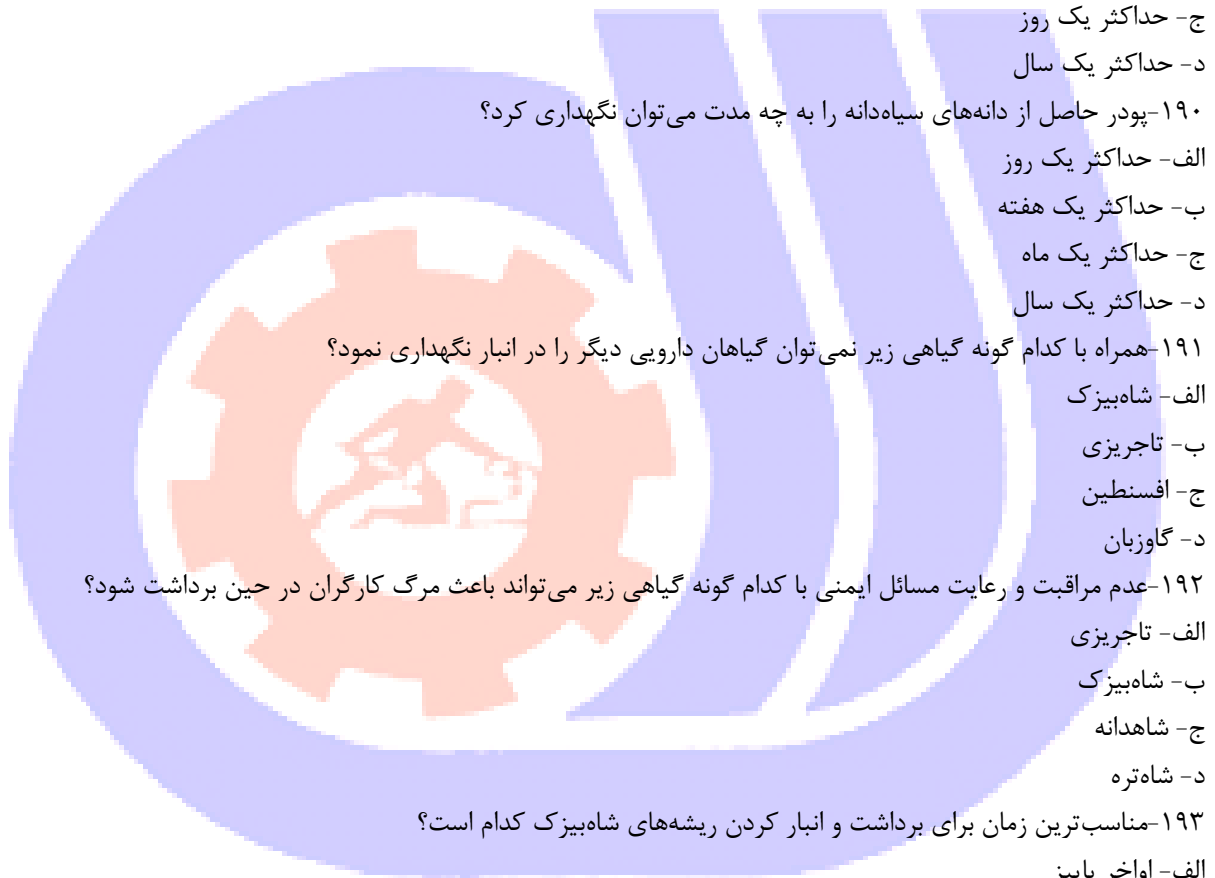 ج- حداکثر یک روز
د- حداکثر یک سال
۱۹۰-پودر حاصل از دانه‌های سیاه‌دانه را به چه مدت می‌توان نگهداری کرد؟
الف- حداکثر یک روز
ب- حداکثر یک هفته
ج- حداکثر یک ماه
د- حداکثر یک سال
۱۹۱-همراه با کدام گونه گیاهی زیر نمی‌توان گیاهان دارویی دیگر را در انبار نگهداری نمود؟
الف- شاه‌بیزک
ب- تاجریزی
ج- افسنطین
د- گاوزبان
۱۹۲-عدم مراقبت و رعایت مسائل ایمنی با کدام گونه گیاهی زیر می‌تواند باعث مرگ کارگران در حین برداشت شود؟
الف- تاجریزی
ب- شاه‌بیزک
ج- شاهدانه
د- شاه‌تره
۱۹۳-مناسب‌ترین زمان برای برداشت و انبار کردن ریشه‌های شاه‌بیزک کدام است؟
الف- اواخر پاییز